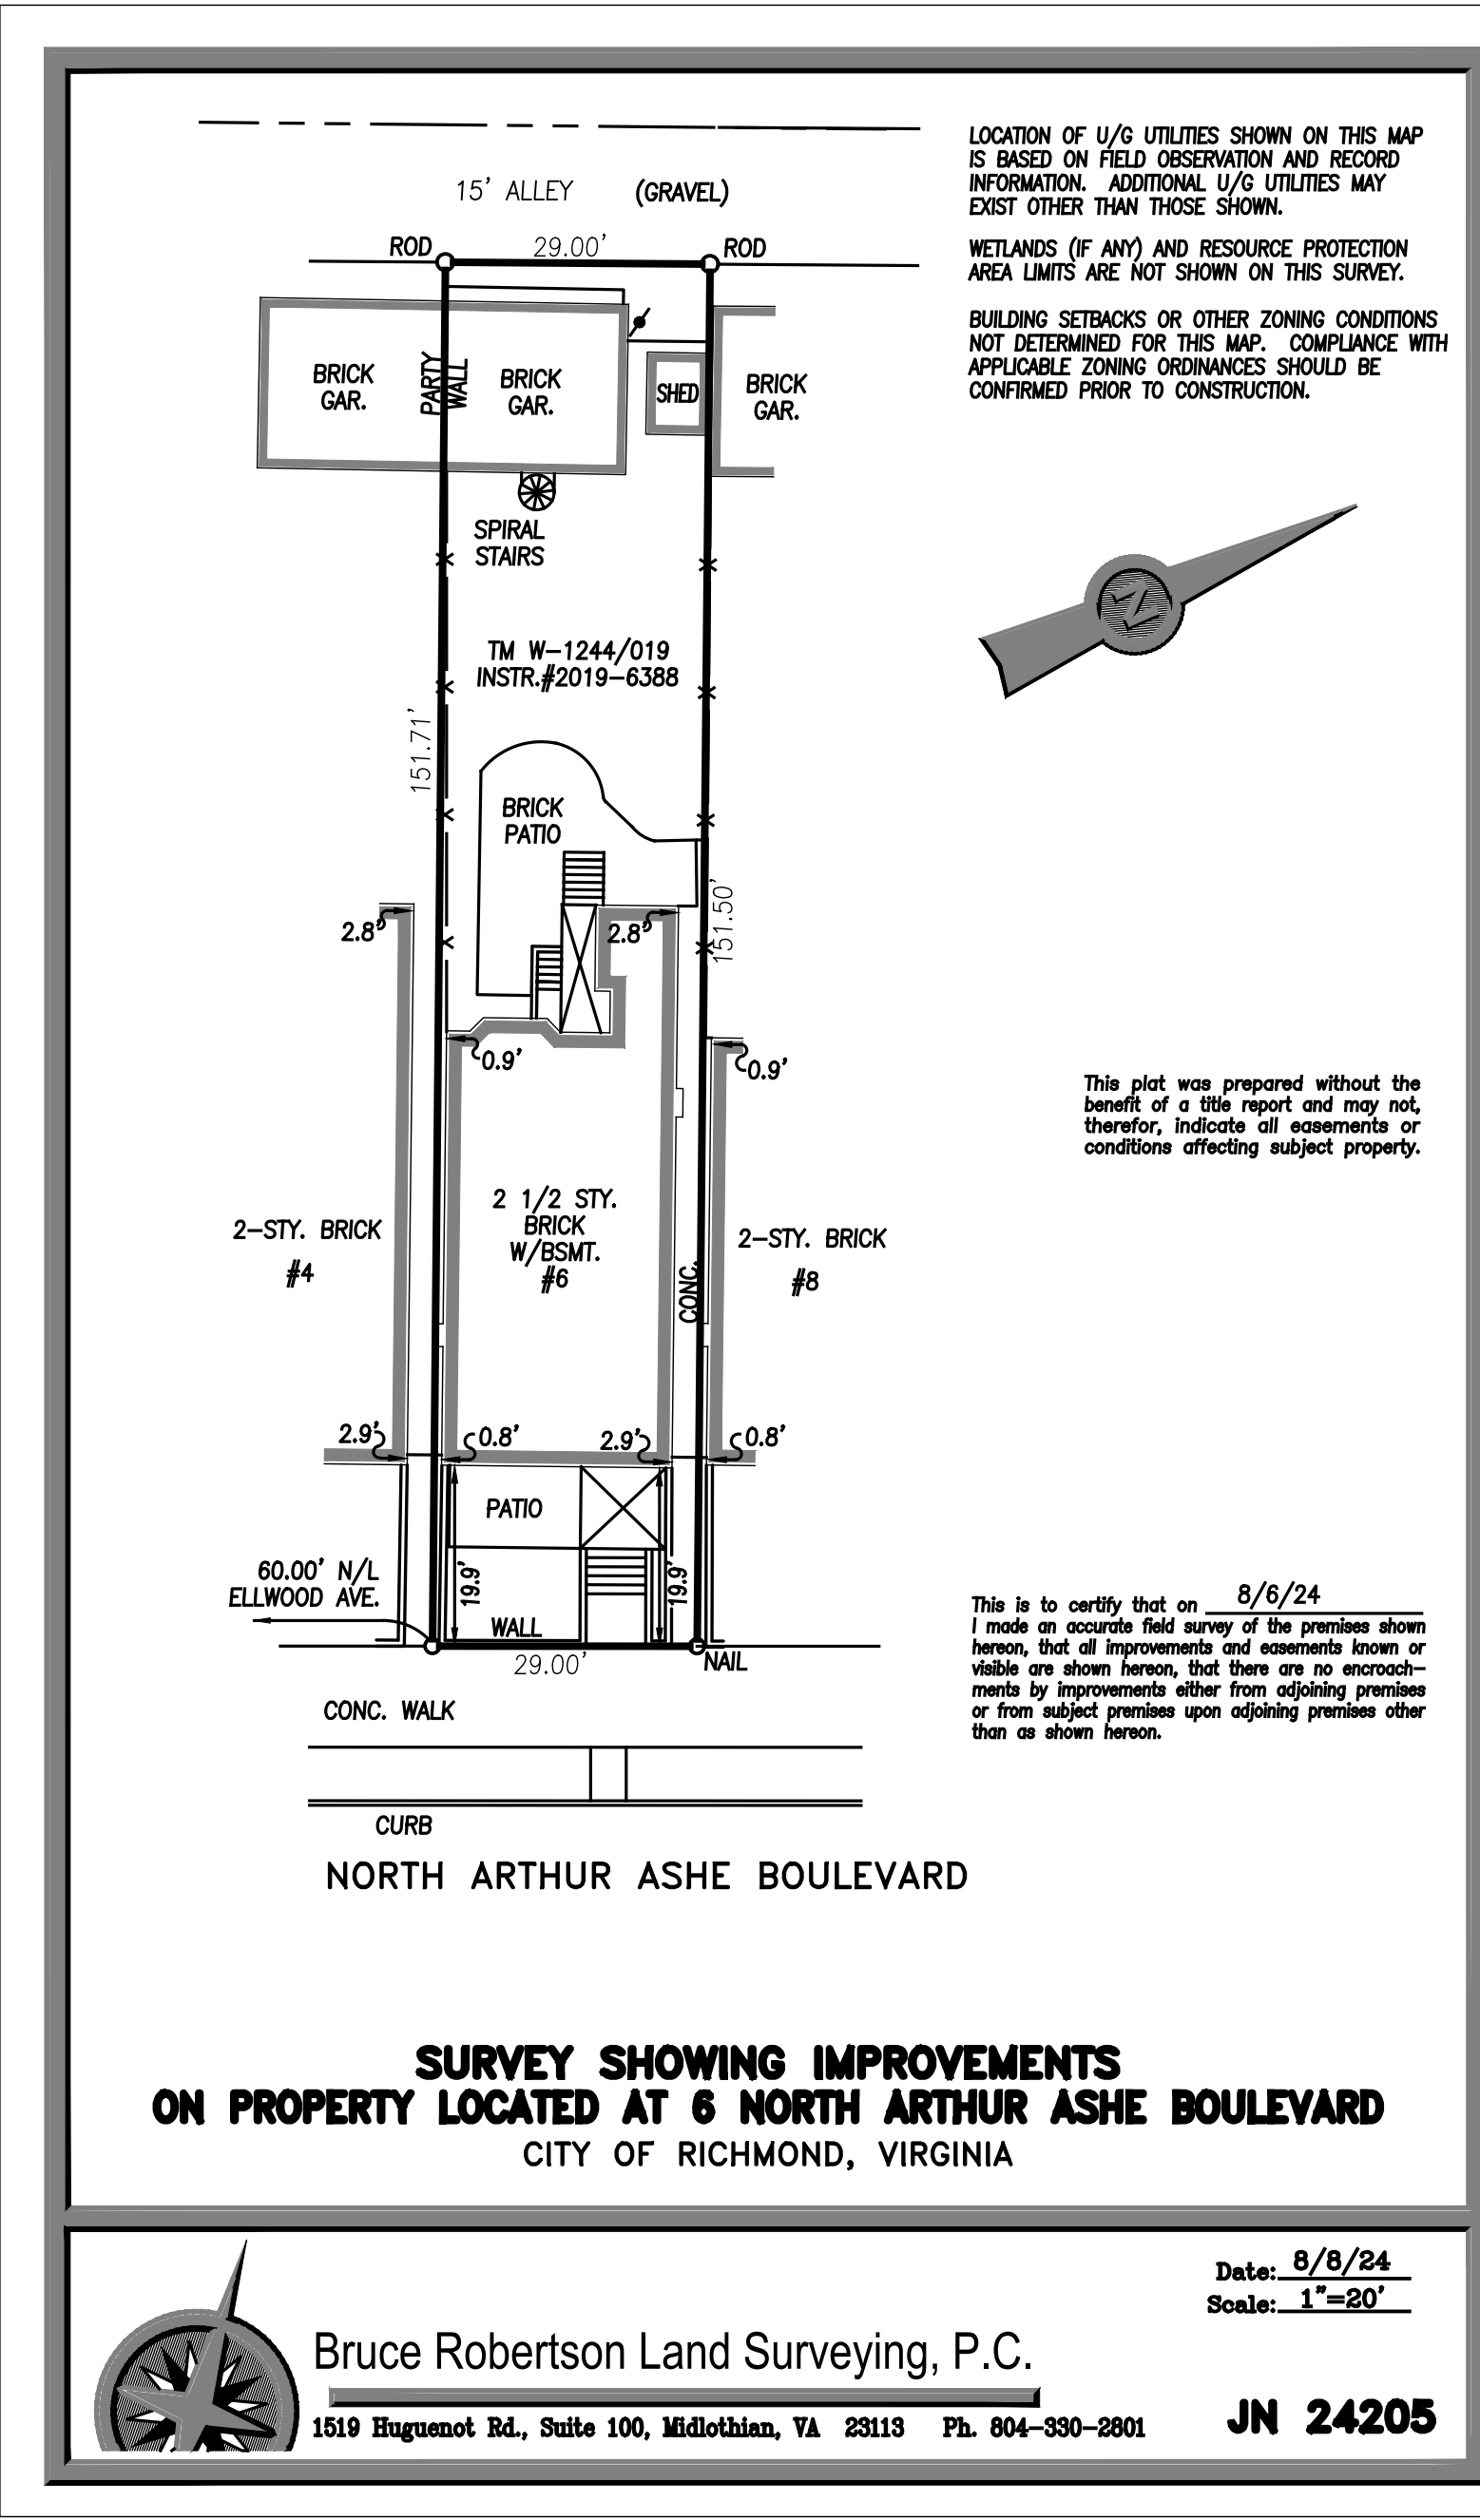 LOCATION OF U/G UTILITIES SHOWN ON THIS MAP
IS BASED ON FIELD OBSERVATION AND RECORD
INFORMATION. ADDITIONAL U/G UTILITIES MAY
EXIST OTHER THAN THOSE SHOWN.
WETLANDS (IF ANY) AND RESOURCE PROTECTION
AREA LIMITS ARE NOT SHOWN ON THIS SURVEY.
BUILDING SETBACKS OR OTHER ZONING CONDITIONS
NOT DETERMINED FOR THIS MAP. COMPLIANCE WITH
APPLICABLE ZONING ORDINANCES SHOULD BE
CONFIRMED PRIOR TO CONSTRUCTION.
15' ALLEY (GRAVEL)
ROD 29.00' ROD
BRICK
GAR.
PARTY
WALL
BRICK
GAR.
SHED
BRICK
GAR.
SPIRAL
STAIRS
N
TM W-1244/019
INSTR.#2019-6388
151.71'
BRICK
PATIO
151.50'
2.8'
2.8'
0.9'
0.9'
This plat was prepared without the
benefit of a title report and may not,
therefor, indicate all easements or
conditions affecting subject property.
2-STY. BRICK
#4
2 1/2 STY.
BRICK
W/BSMT.
#6
CONC.
2-STY. BRICK
#8
2.9'
0.8'
2.9'
0.8'
PATIO
19.9'
19.9'
60.00' N/L
ELLWOOD AVE.
WALL
29.00'
NAIL
This is to certify that on 8/6/24
I made an accurate field survey of the premises shown
hereon, that all improvements and easements known or
visible are shown hereon, that there are no encroach-
ments by improvements either from adjoining premises
or from subject premises upon adjoining premises other
than as shown hereon.
CONC. WALK
CURB
NORTH ARTHUR ASHE BOULEVARD
SURVEY SHOWING IMPROVEMENTS
ON PROPERTY LOCATED AT 6 NORTH ARTHUR ASHE BOULEVARD
CITY OF RICHMOND, VIRGINIA
Date: 8/8/24
Scale: 1"=20'
Bruce Robertson Land Surveying, P.C.
1519 Huguenot Rd., Suite 100, Midlothian, VA 23113 Ph. 804-330-2801
JN 24205